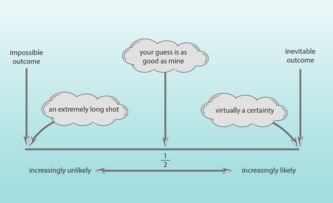 impossible
outcome
your guess is as
good as mine
inevitable
outcome
an extremely long shot
virtually a certainty
1
2
increasingly unlikely
increasingly likely